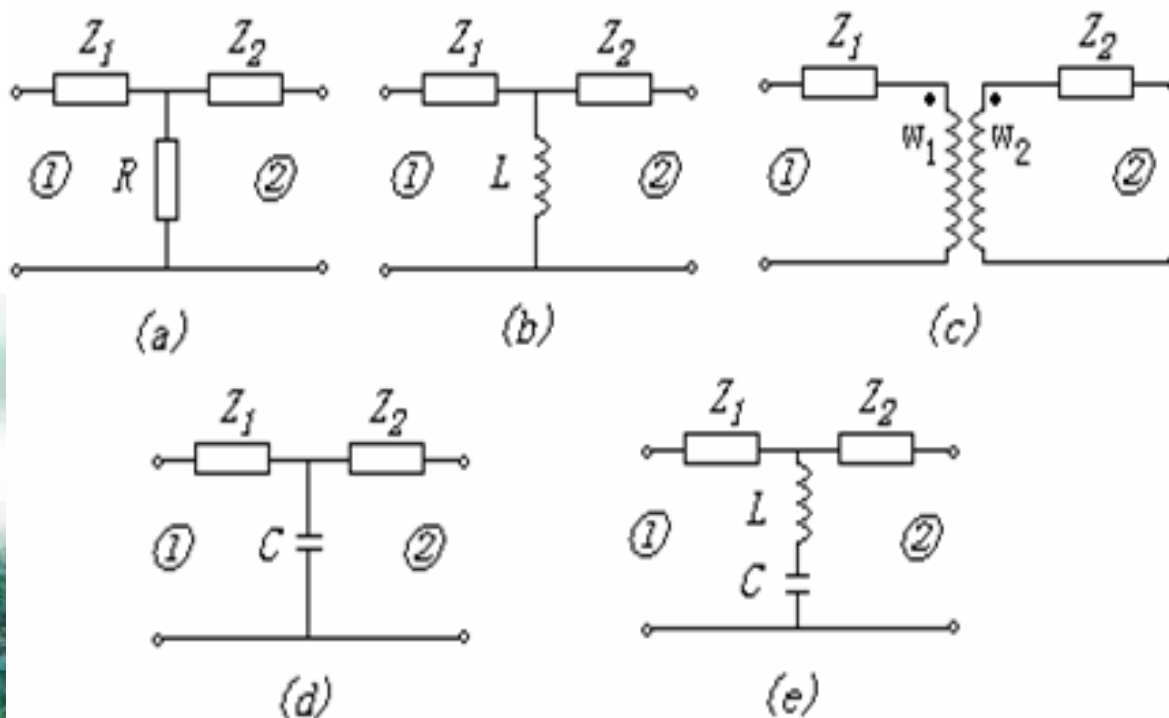 Z1 Z2
① R ②
(a)
Z1 Z2
① L ②
(b)
Z1 Z2
① w1 w2 ②
(c)
Z1 Z2
① C ②
(d)
Z1 Z2
① L ②
C
(e)